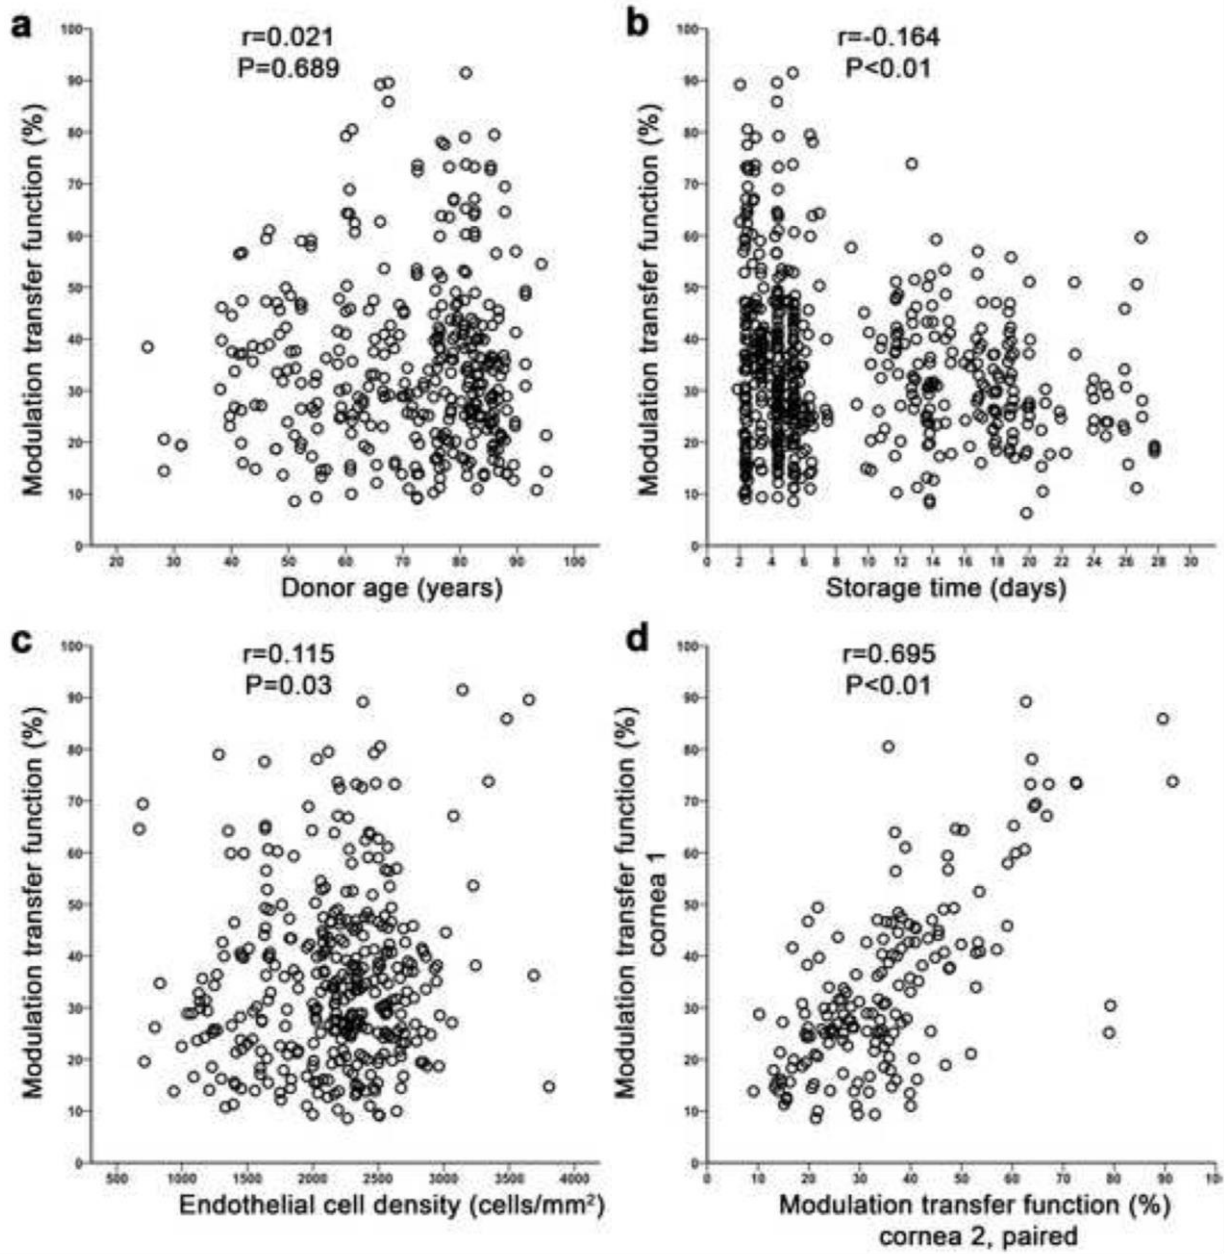 a
r=0.021
P=0.689
Modulation transfer function (%)
100
90
80
70
60
50
40
30
20
10
0
20 30 40 50 60 70 80 90 100
Donor age (years)
b
r=-0.164
P<0.01
Modulation transfer function (%)
100
90
80
70
60
50
40
30
20
10
0
0 2 4 6 8 10 12 14 16 18 20 22 24 26 28 30
Storage time (days)
c
r=0.115
P=0.03
Modulation transfer function (%)
100
90
80
70
60
50
40
30
20
10
0
500 1000 1500 2000 2500 3000 3500 4000
Endothelial cell density (cells/mm²)
d
r=0.695
P<0.01
Modulation transfer function (%)
cornea 1
100
90
80
70
60
50
40
30
20
10
0
0 10 20 30 40 50 60 70 80 90 10
Modulation transfer function (%)
cornea 2, paired